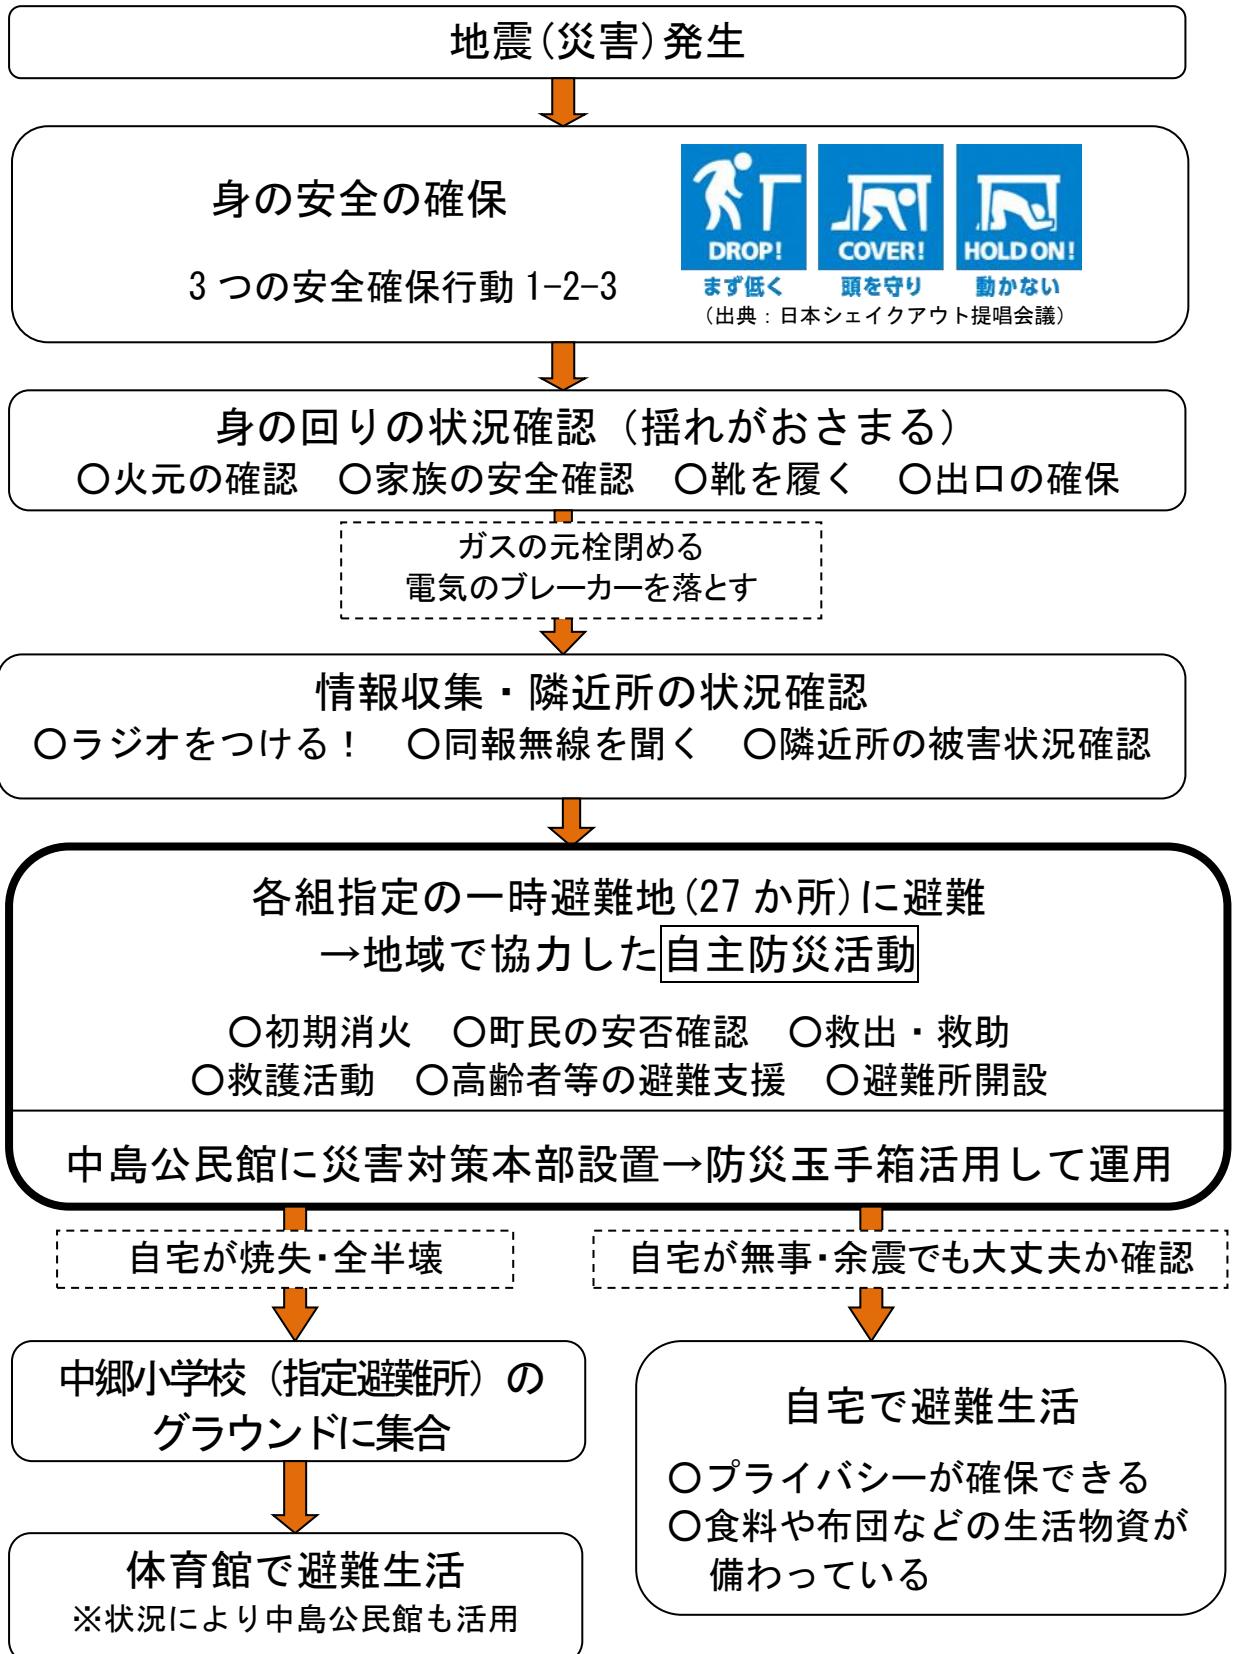 地震(災害)発生
身の安全の確保
3つの安全確保行動1-2-3
DROP! COVER! HOLD ON!
まず低く 頭を守り 動かない
（出典：日本シェイクアウト提唱会議）
身の回りの状況確認（揺れがおさまる）
○火元の確認 ○家族の安全確認 ○靴を履く ○出口の確保
ガスの元栓閉める
電気のブレーカーを落とす
情報収集・隣近所の状況確認
○ラジオをつける！ ○同報無線を聞く ○隣近所の被害状況確認
各組指定の一時避難地(27か所)に避難
→地域で協力した自主防災活動
○初期消火 ○町民の安否確認 ○救出・救助
○救護活動 ○高齢者等の避難支援 ○避難所開設
中島公民館に災害対策本部設置→防災玉手箱活用して運用
自宅が焼失・全半壊
中郷小学校（指定避難所）の
グラウンドに集合
体育館で避難生活
※状況により中島公民館も活用
自宅が無事・余震でも大丈夫か確認
自宅で避難生活
○プライバシーが確保できる
○食料や布団などの生活物資が
備わっている